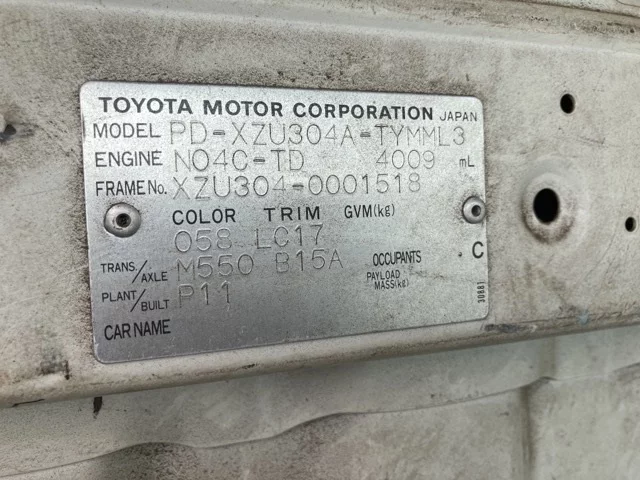 TOYOTA MOTOR CORPORATION JAPAN
MODEL PD-XZU304A-TYMML3
ENGINE N04C-TD 4009 mL
FRAME No. XZU304-0001518
COLOR TRIM GVM(kg)
058 LC17
TRANS./AXLE M550 B15A OCCUPANTS C
PAYLOAD MASS(kg)
PLANT/BUILT P11
CAR NAME
30881